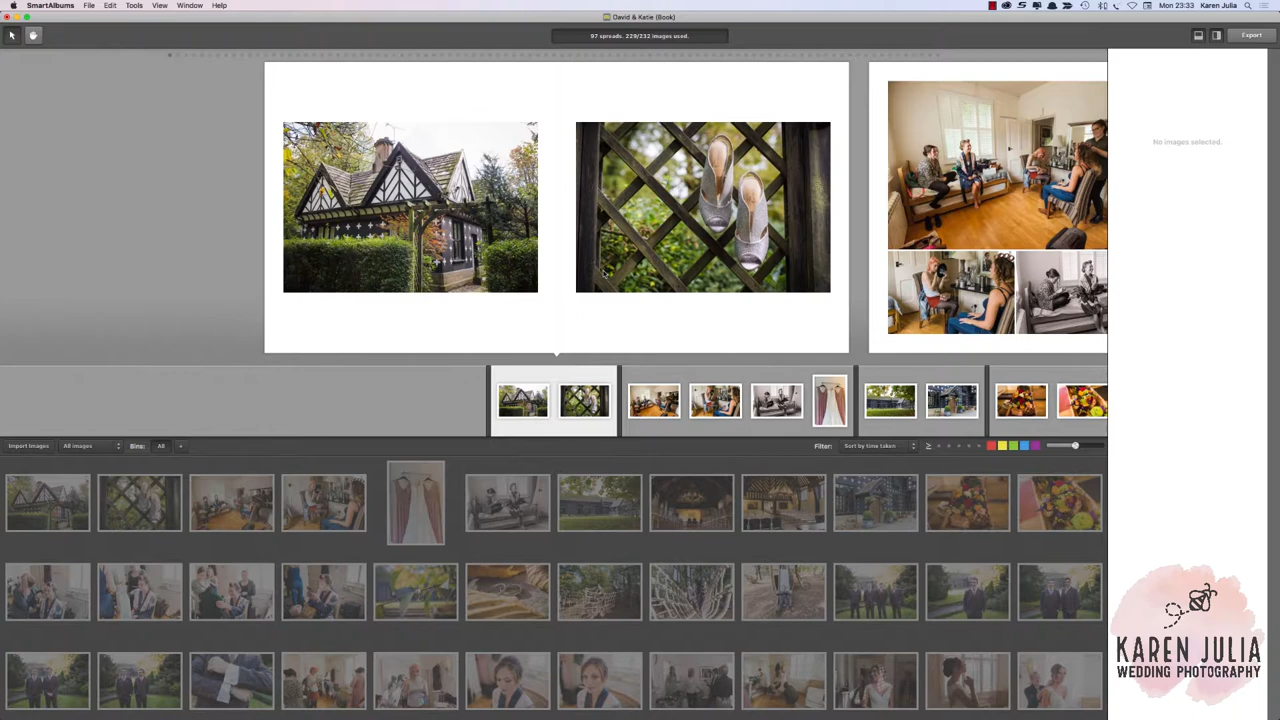 SmartAlbums File Edit Tools View Window Help
Mon 23:33 Karen Julia
David & Katie (Book)
97 spreads. 229/232 images used.
Export
No images selected.
Import Images All images Bins: All
Filter: Sort by time taken ≥
KAREN JULIA
WEDDING PHOTOGRAPHY